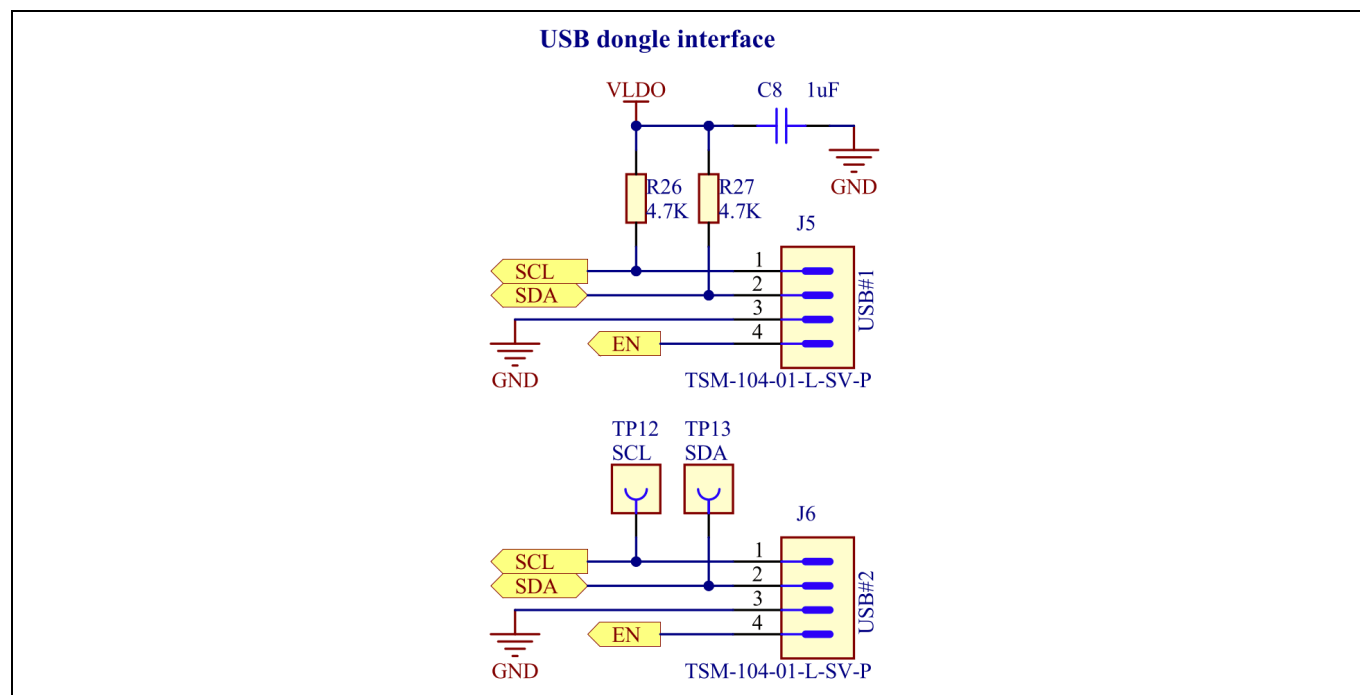 USB dongle interface
VLDO
C8 1uF
GND
R26 R27
4.7K 4.7K
J5
SCL 1
SDA 2
3
EN 4
USB#1
GND
TSM-104-01-L-SV-P
TP12 TP13
SCL SDA
J6
SCL 1
SDA 2
3
EN 4
USB#2
GND
TSM-104-01-L-SV-P